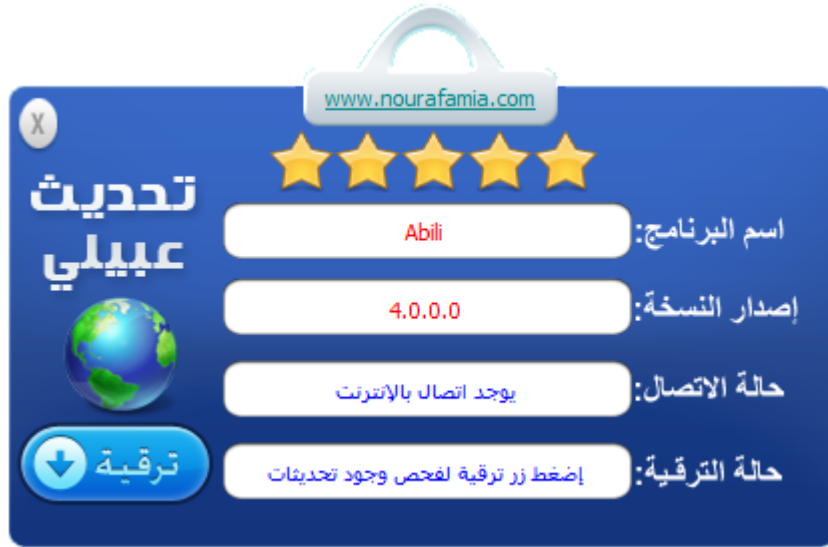 www.nourafamia.com
X
تحديث
عبيلي
اسم البرنامج: Abili
إصدار النسخة: 4.0.0.0
حالة الاتصال: يوجد اتصال بالإنترنت
حالة الترقية: إضغط زر ترقية لفحص وجود تحديثات
ترقية